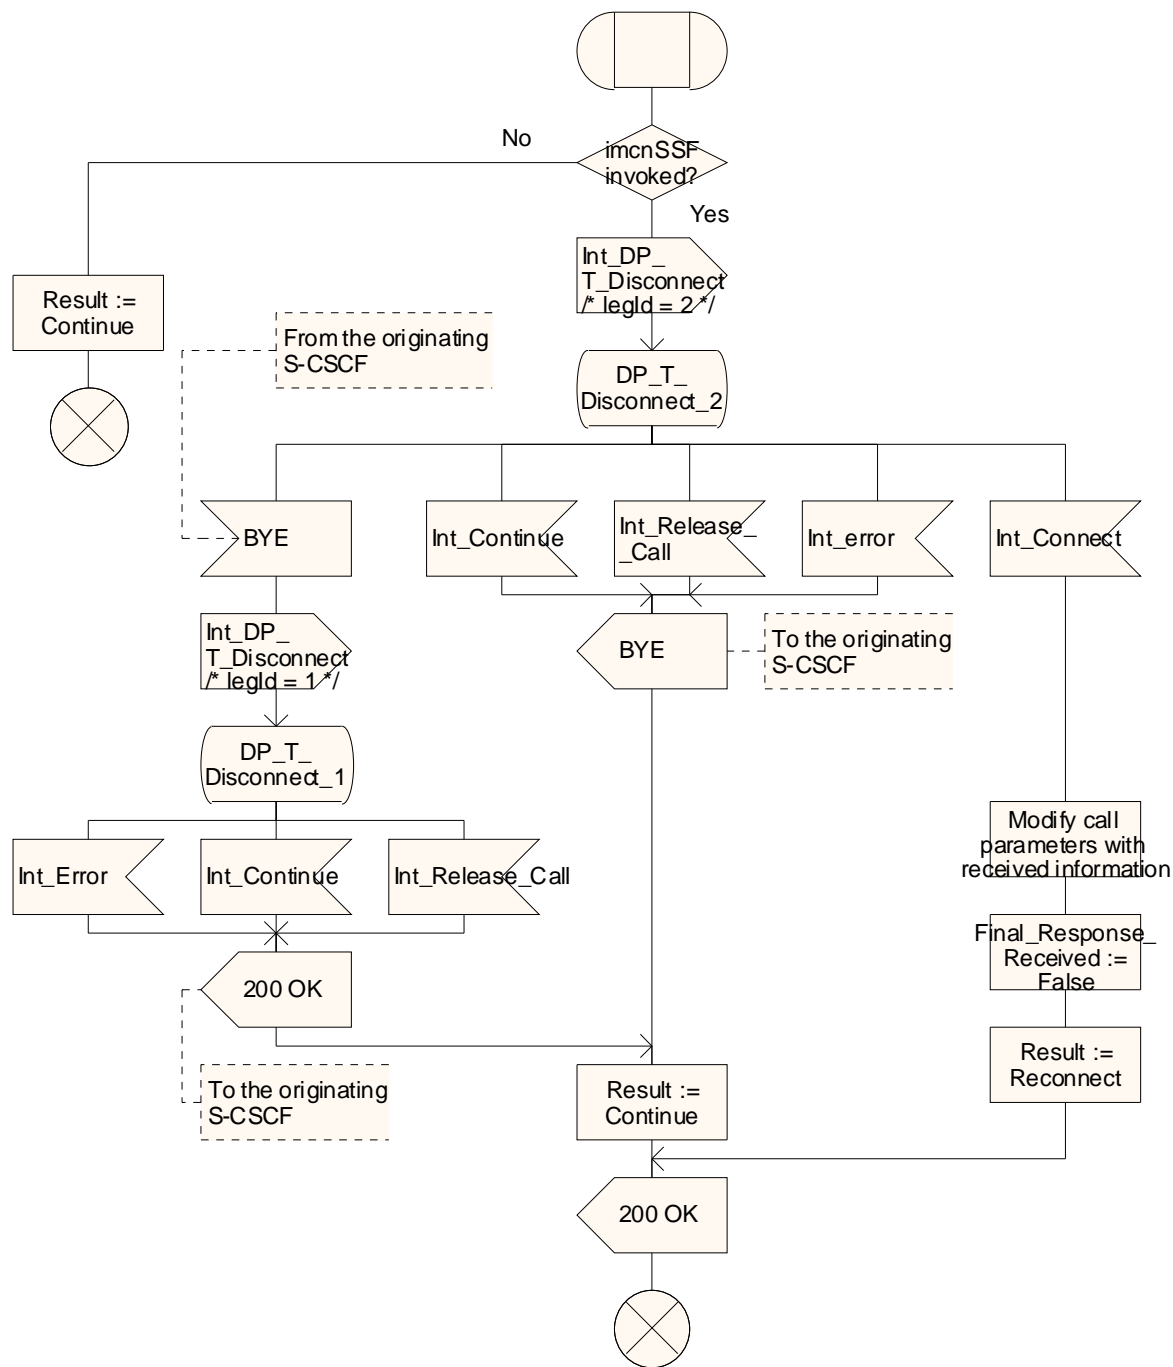 No
imcnSSF
invoked?
Yes
Int_DP_
T_Disconnect
/* legId = 2 */
Result :=
Continue
From the originating
S-CSCF
DP_T_
Disconnect_2
BYE
Int_Continue
Int_Release_
_Call
Int_error
Int_Connect
Int_DP_
T_Disconnect
/* legId = 1 */
BYE
To the originating
S-CSCF
DP_T_
Disconnect_1
Modify call
parameters with
received information
Int_Error
Int_Continue
Int_Release_Call
Final_Response_
Received :=
False
200 OK
Result :=
Reconnect
To the originating
S-CSCF
Result :=
Continue
200 OK